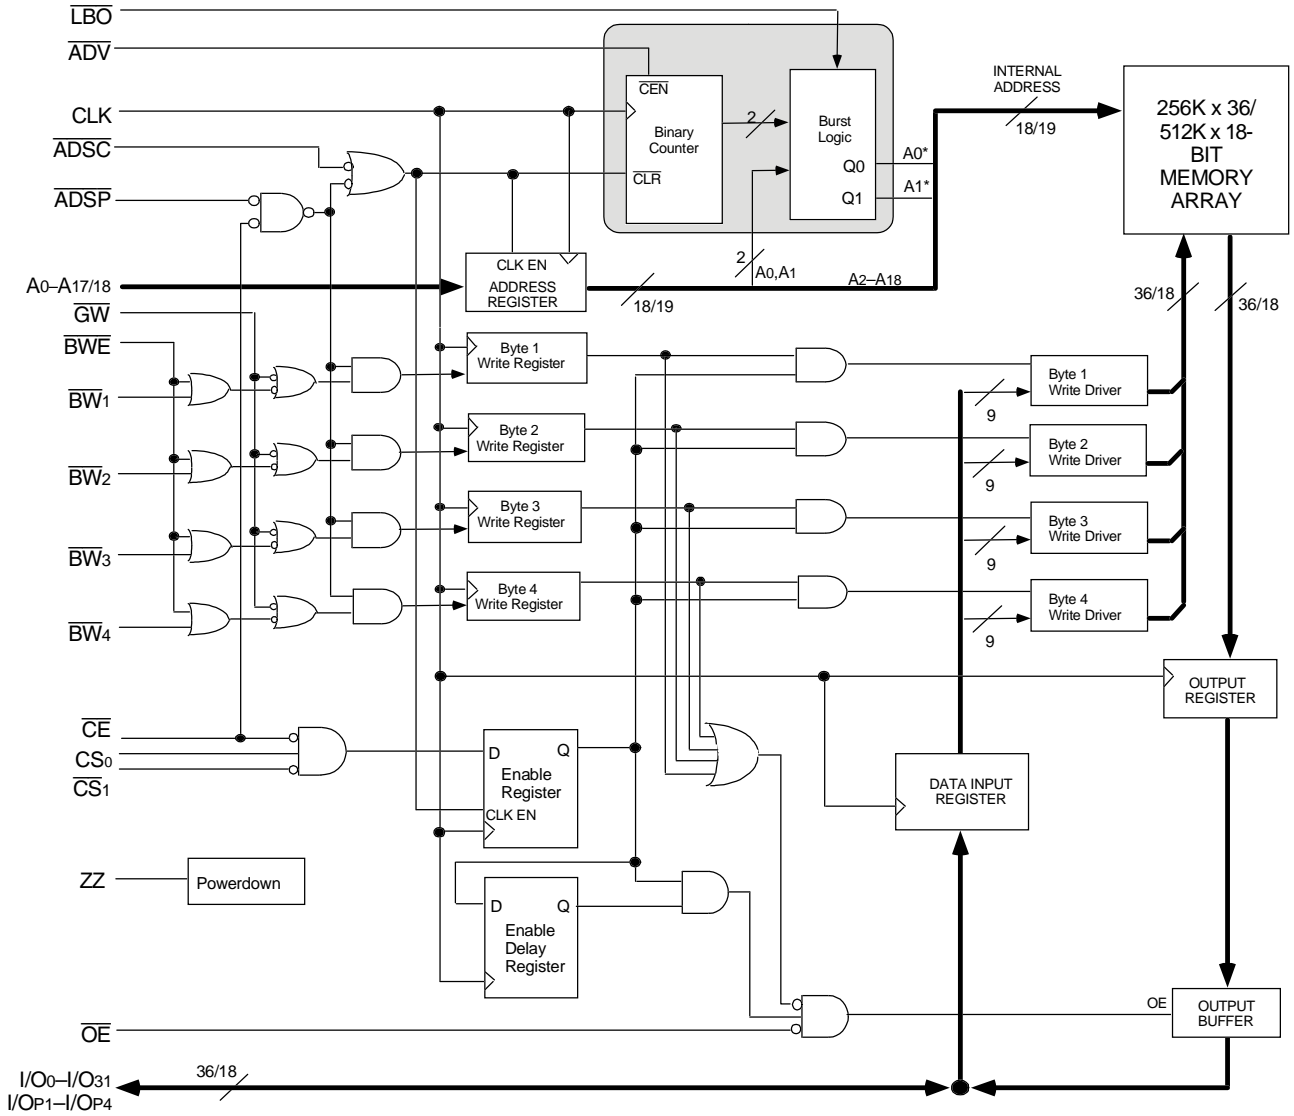 LBO
ADV
CLK
ADSC
ADSP
A0–A17/18
GW
BWE
BW1
BW2
BW3
BW4
CE
CS0
CS1
ZZ
Powerdown
OE
I/O0–I/O31
I/OP1–I/OP4
36/18
CEN
Binary
Counter
CLR
2
Burst
Logic
Q0
Q1
A0*
A1*
2
A0,A1
A2–A18
INTERNAL
ADDRESS
18/19
256K x 36/
512K x 18-
BIT
MEMORY
ARRAY
CLK EN
ADDRESS
REGISTER
18/19
36/18
36/18
Byte 1
Write Register
Byte 2
Write Register
Byte 3
Write Register
Byte 4
Write Register
Byte 1
Write Driver
9
Byte 2
Write Driver
9
Byte 3
Write Driver
9
Byte 4
Write Driver
9
OUTPUT
REGISTER
D
Q
Enable
Register
CLK EN
DATA INPUT
REGISTER
D
Q
Enable
Delay
Register
OE
OUTPUT
BUFFER